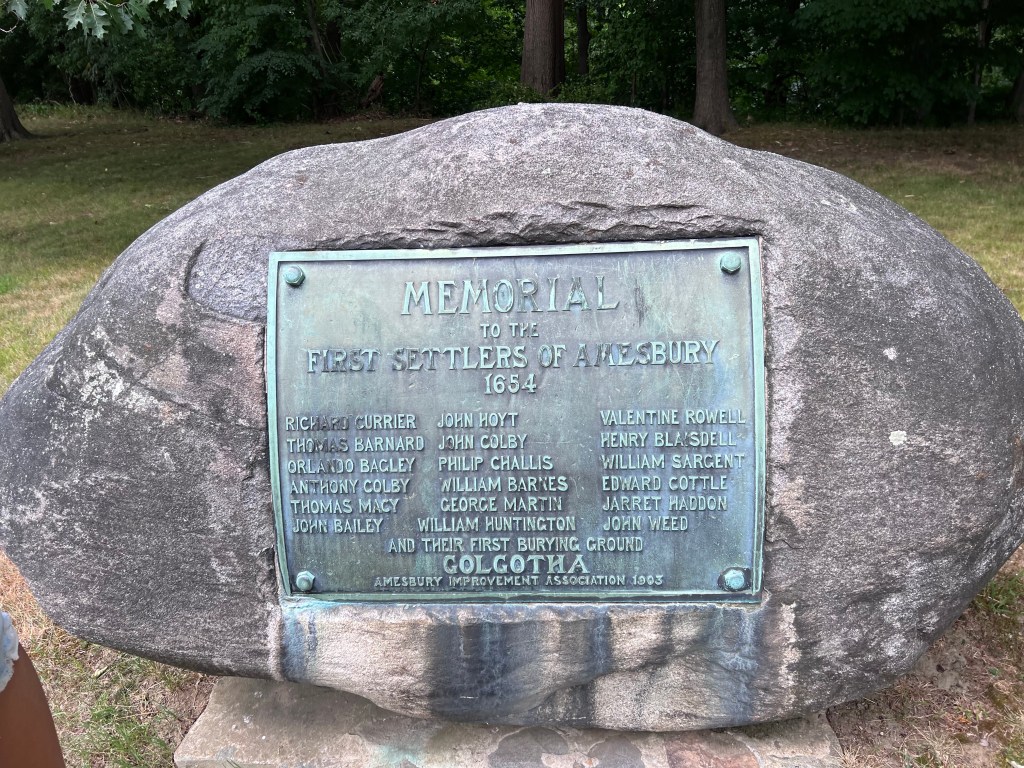 MEMORIAL
TO THE
FIRST SETTLERS OF AMESBURY
1654
RICHARD CURRIER JOHN HOYT VALENTINE ROWELL
THOMAS BARNARD JOHN COLBY HENRY BLAISDELL
ORLANDO BAGLEY PHILIP CHALLIS WILLIAM SARGENT
ANTHONY COLBY WILLIAM BARNES EDWARD COTTLE
THOMAS MACY GEORGE MARTIN JARRET HADDON
JOHN BAILEY WILLIAM HUNTINGTON JOHN WEED
AND THEIR FIRST BURYING GROUND
GOLGOTHA
AMESBURY IMPROVEMENT ASSOCIATION 1903